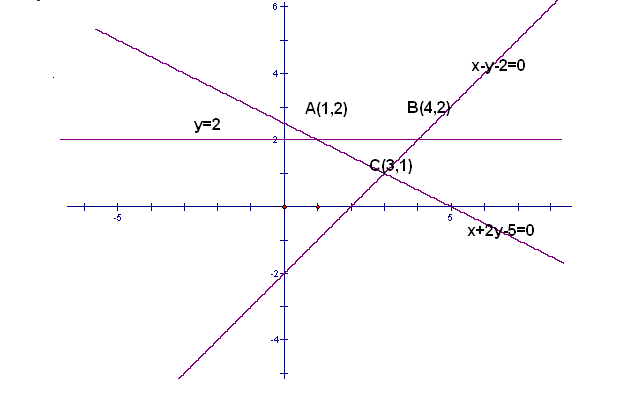 6
x-y-2=0
4
A(1,2)
B(4,2)
y=2
2
C(3,1)
-5
5
x+2y-5=0
-2
-4